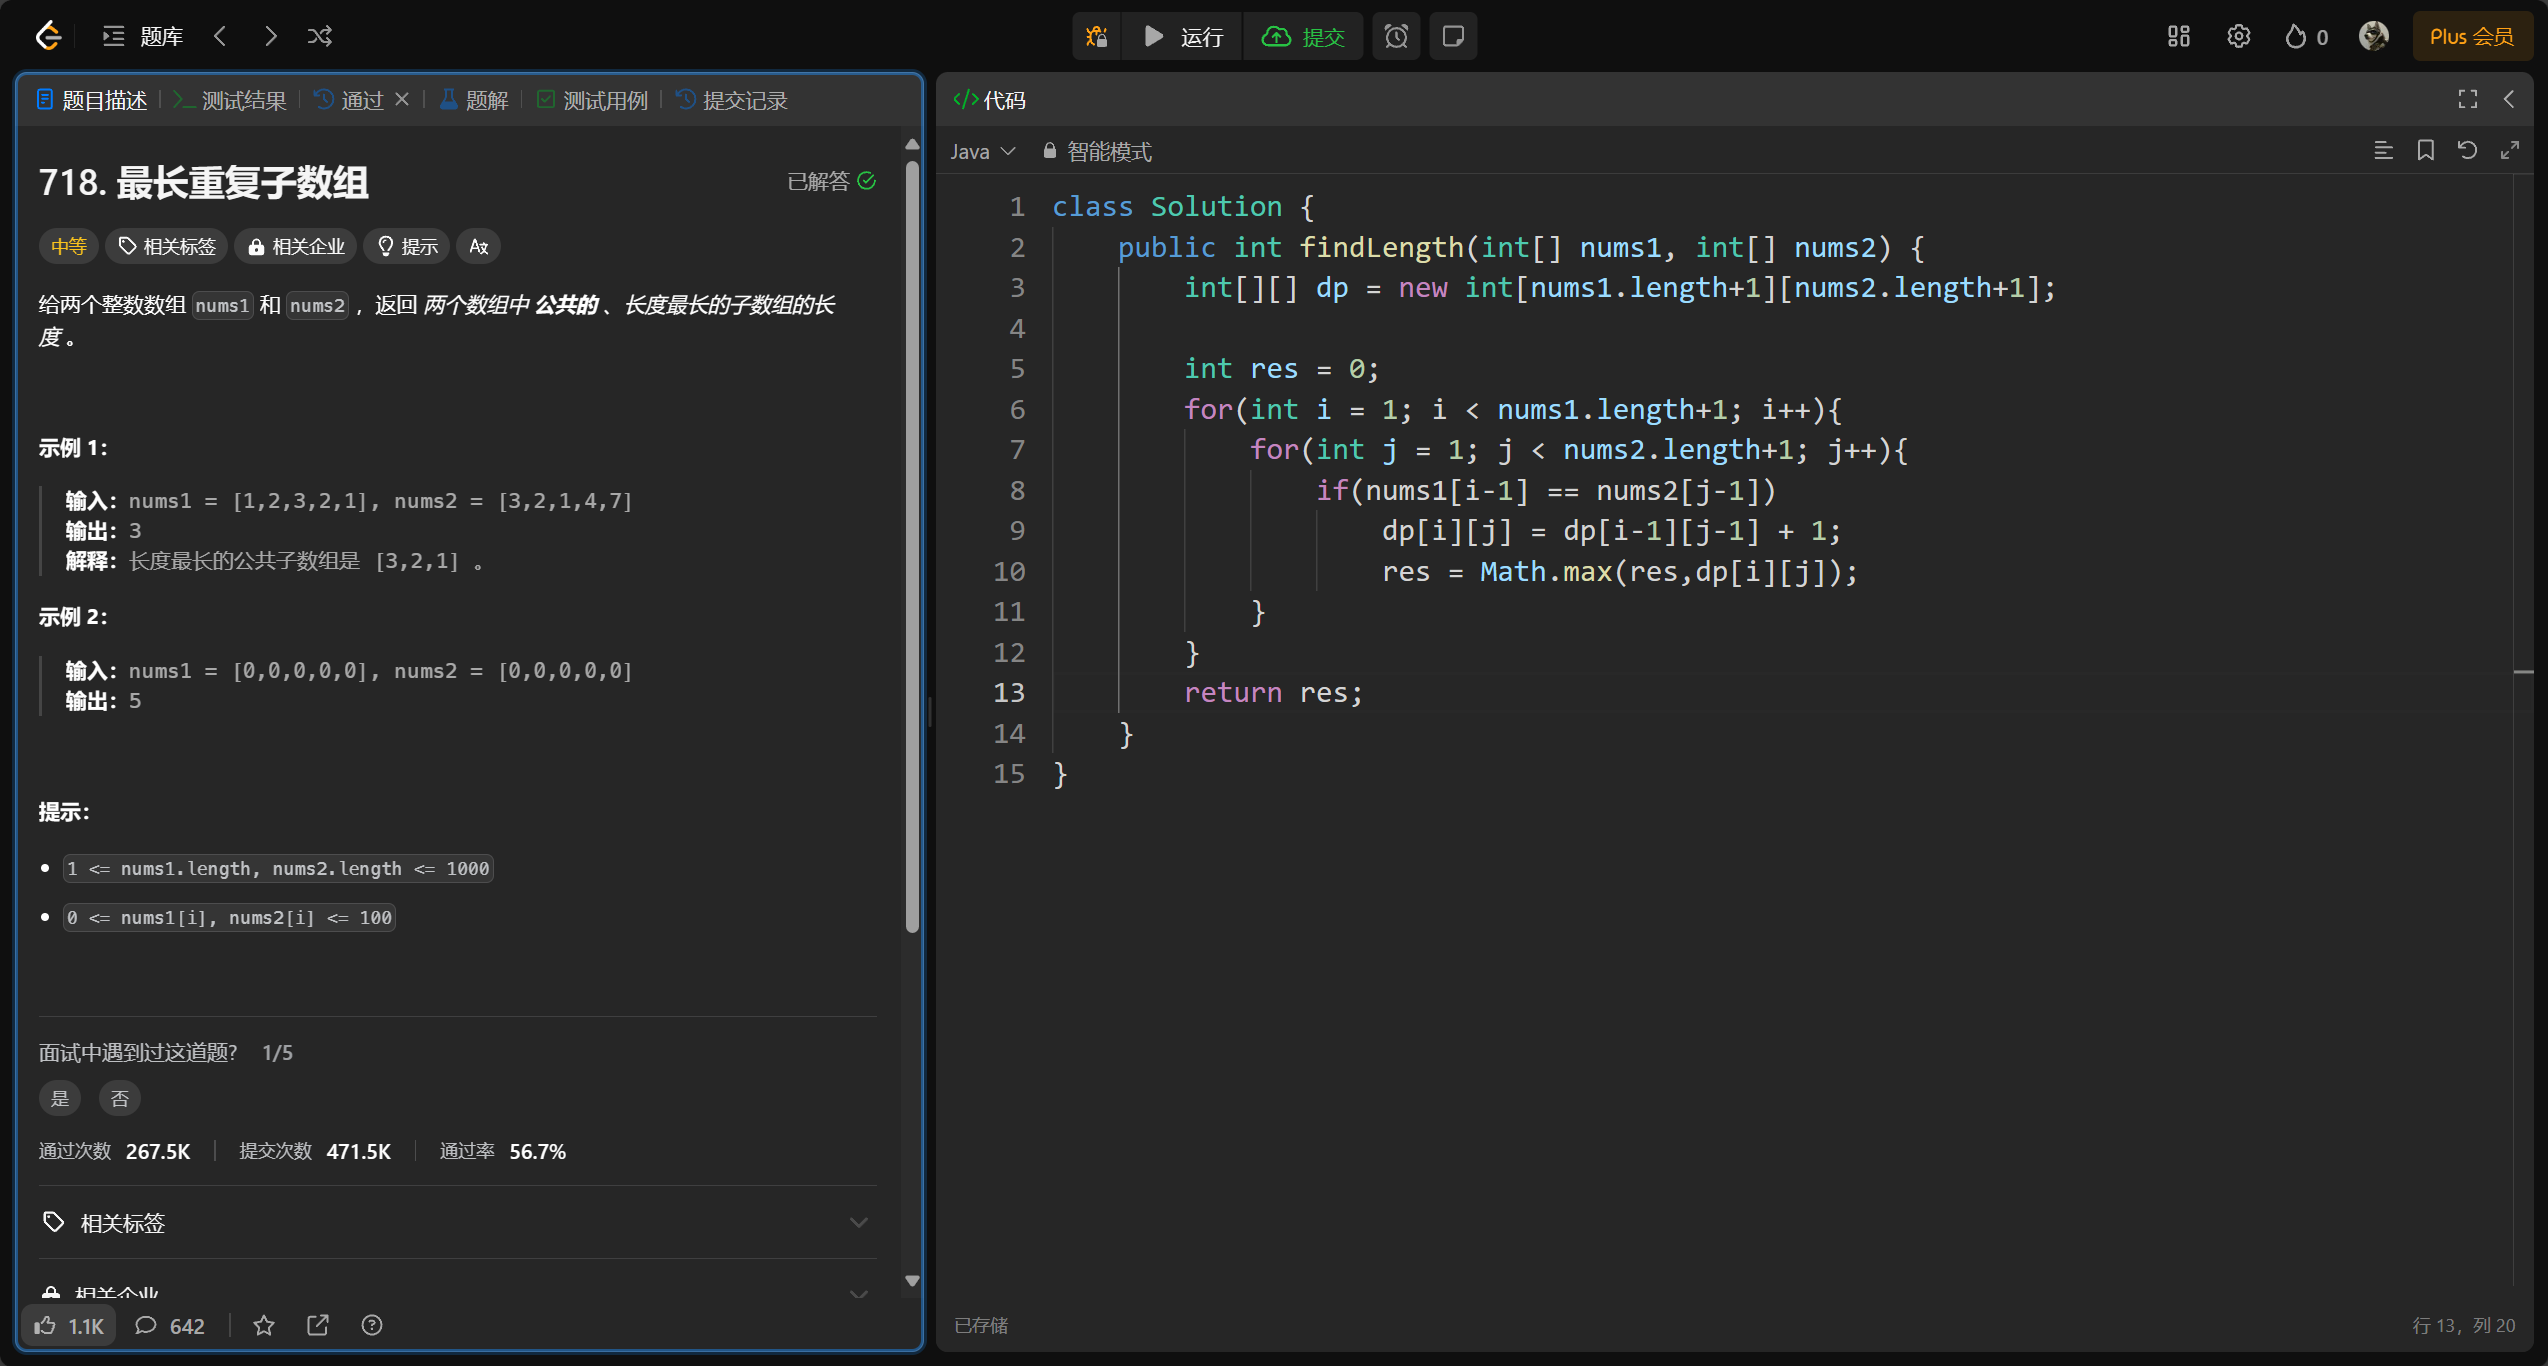 题库
运行
提交
0
Plus 会员
题目描述
测试结果
通过
题解
测试用例
提交记录
718. 最长重复子数组
已解答
中等
相关标签
相关企业
提示
给两个整数数组 nums1 和 nums2 ，返回 两个数组中 公共的 、长度最长的子数组的长
度 。
示例 1：
输入：nums1 = [1,2,3,2,1], nums2 = [3,2,1,4,7]
输出：3
解释：长度最长的公共子数组是 [3,2,1] 。
示例 2：
输入：nums1 = [0,0,0,0,0], nums2 = [0,0,0,0,0]
输出：5
提示：
1 <= nums1.length, nums2.length <= 1000
0 <= nums1[i], nums2[i] <= 100
面试中遇到过这道题? 1/5
是
否
通过次数 267.5K
提交次数 471.5K
通过率 56.7%
相关标签
相关企业
1.1K
642
</> 代码
Java
智能模式
1 class Solution {
2     public int findLength(int[] nums1, int[] nums2) {
3         int[][] dp = new int[nums1.length+1][nums2.length+1];
4
5         int res = 0;
6         for(int i = 1; i < nums1.length+1; i++){
7             for(int j = 1; j < nums2.length+1; j++){
8                 if(nums1[i-1] == nums2[j-1])
9                     dp[i][j] = dp[i-1][j-1] + 1;
10                     res = Math.max(res,dp[i][j]);
11             }
12         }
13         return res;
14     }
15 }
已存储
行 13，列 20